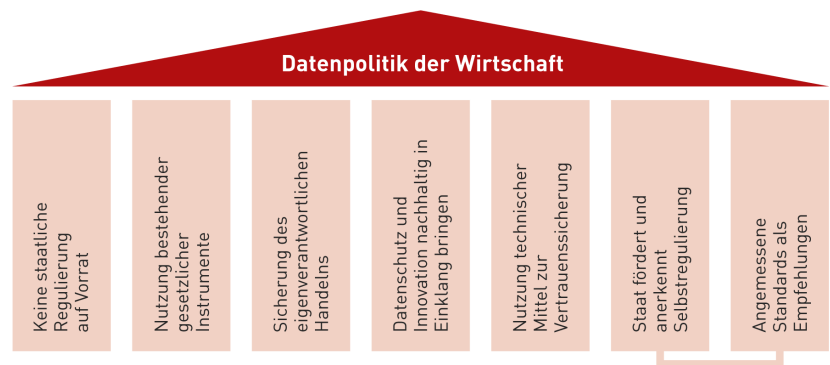 Datenpolitik der Wirtschaft
Keine staatliche
Regulierung
auf Vorrat
Nutzung bestehender
gesetzlicher
Instrumente
Sicherung des
eigenverantwortlichen
Handelns
Datenschutz und
Innovation nachhaltig in
Einklang bringen
Nutzung technischer
Mittel zur
Vertrauenssicherung
Staat fördert und
anerkennt
Selbstregulierung
Angemessene
Standards als
Empfehlungen